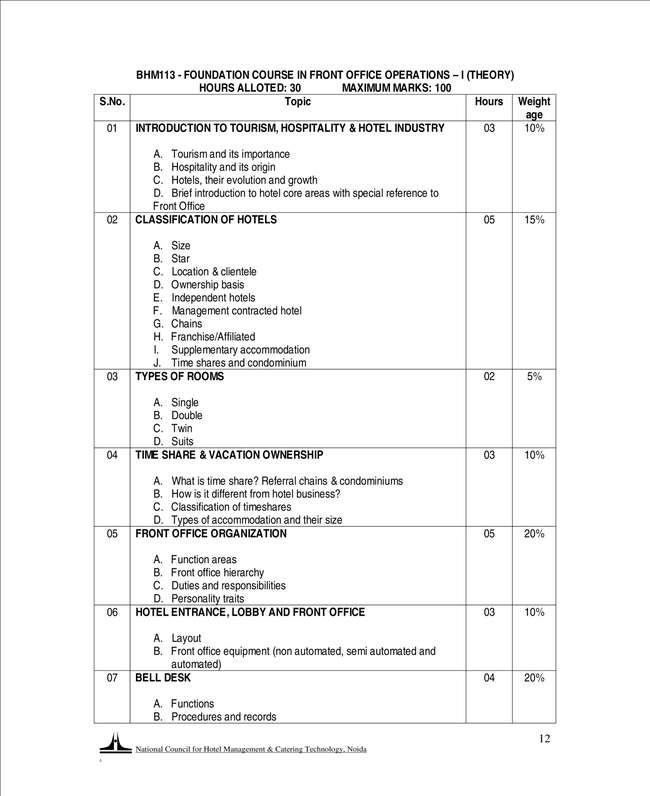 BHM113 - FOUNDATION COURSE IN FRONT OFFICE OPERATIONS – I (THEORY)
HOURS ALLOTED: 30 MAXIMUM MARKS: 100
S.No. Topic Hours Weight
age
01 INTRODUCTION TO TOURISM, HOSPITALITY & HOTEL INDUSTRY 03 10%
A. Tourism and its importance
B. Hospitality and its origin
C. Hotels, their evolution and growth
D. Brief introduction to hotel core areas with special reference to
Front Office
02 CLASSIFICATION OF HOTELS 05 15%
A. Size
B. Star
C. Location & clientele
D. Ownership basis
E. Independent hotels
F. Management contracted hotel
G. Chains
H. Franchise/Affiliated
I. Supplementary accommodation
J. Time shares and condominium
03 TYPES OF ROOMS 02 5%
A. Single
B. Double
C. Twin
D. Suits
04 TIME SHARE & VACATION OWNERSHIP 03 10%
A. What is time share? Referral chains & condominiums
B. How is it different from hotel business?
C. Classification of timeshares
D. Types of accommodation and their size
05 FRONT OFFICE ORGANIZATION 05 20%
A. Function areas
B. Front office hierarchy
C. Duties and responsibilities
D. Personality traits
06 HOTEL ENTRANCE, LOBBY AND FRONT OFFICE 03 10%
A. Layout
B. Front office equipment (non automated, semi automated and
automated)
07 BELL DESK 04 20%
A. Functions
B. Procedures and records
12
National Council for Hotel Management & Catering Technology, Noida